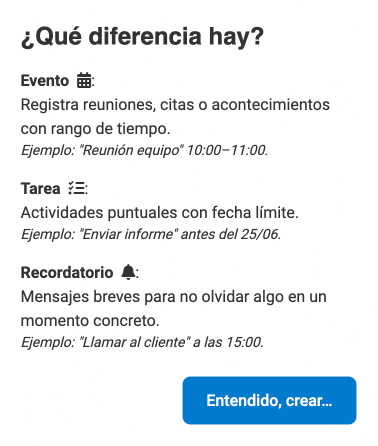 ¿Qué diferencia hay?
Evento :
Registra reuniones, citas o acontecimientos
con rango de tiempo.
Ejemplo: "Reunión equipo" 10:00–11:00.
Tarea :
Actividades puntuales con fecha límite.
Ejemplo: "Enviar informe" antes del 25/06.
Recordatorio :
Mensajes breves para no olvidar algo en un
momento concreto.
Ejemplo: "Llamar al cliente" a las 15:00.
Entendido, crear...